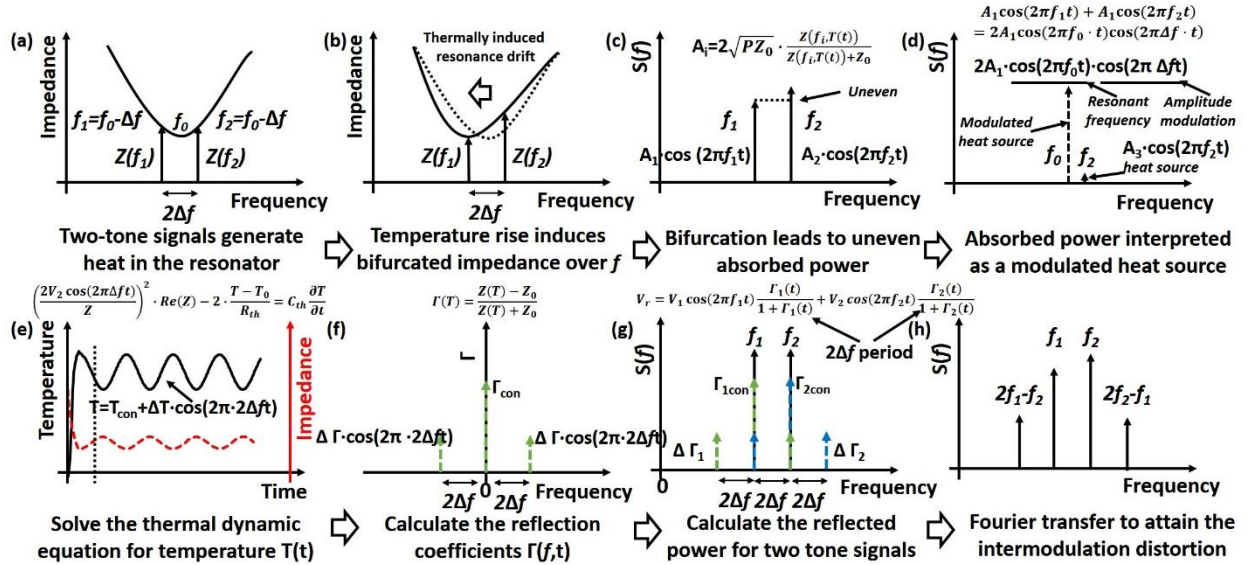 (a)
Impedance
f₁=f₀-Δf
f₀
f₂=f₀-Δf
Z(f₁)
Z(f₂)
Frequency
2Δf
Two-tone signals generate
heat in the resonator
(b)
Impedance
Thermally induced
resonance drift
Z(f₁)
Z(f₂)
Frequency
2Δf
Temperature rise induces
bifurcated impedance over f
(c)
S(f)
Aᵢ=2√PZ₀ · Z(fᵢ,T(t)) / Z(fᵢ,T(t))+Z₀
Uneven
f₁
f₂
A₁·cos (2πf₁t)
A₂·cos(2πf₂t)
Frequency
Bifurcation leads to uneven
absorbed power
(d)
S(f)
A₁cos(2πf₁t) + A₁cos(2πf₂t)
= 2A₁cos(2πf₀ · t)cos(2πΔf · t)
2A₁·cos(2πf₀t)·cos(2π Δft)
Resonant
frequency
Amplitude
modulation
Modulated
heat source
f₀
f₂
A₃·cos(2πf₂t)
heat source
Frequency
Absorbed power interpreted
as a modulated heat source
(2V₂ cos(2πΔft) / Z)² · Re(Z) − 2 · T − T₀ / Rₜₕ = Cₜₕ ∂T / ∂t
(e)
Temperature
Impedance
T=T꜀ₒₙ+ΔT·cos(2π·2Δft)
Time
Solve the thermal dynamic
equation for temperature T(t)
Γ(T) = Z(T) − Z₀ / Z(T) + Z₀
(f)
Γ
Γcon
Δ Γ·cos(2π ·2Δft)
Δ Γ·cos(2π·2Δft)
0
2Δf
2Δf
Frequency
Calculate the reflection
coefficients Γ(f,t)
Vᵣ = V₁ cos(2πf₁t) Γ₁(t) / 1 + Γ₁(t) + V₂ cos(2πf₂t) Γ₂(t) / 1 + Γ₂(t)
(g)
S(f)
f₁
f₂
2Δf period
Γ1con
Γ2con
Δ Γ₁
Δ Γ₂
0
2Δf
2Δf
2Δf
Frequency
Calculate the reflected
power for two tone signals
(h)
S(f)
f₁
f₂
2f₁-f₂
2f₂-f₁
Frequency
Fourier transfer to attain the
intermodulation distortion